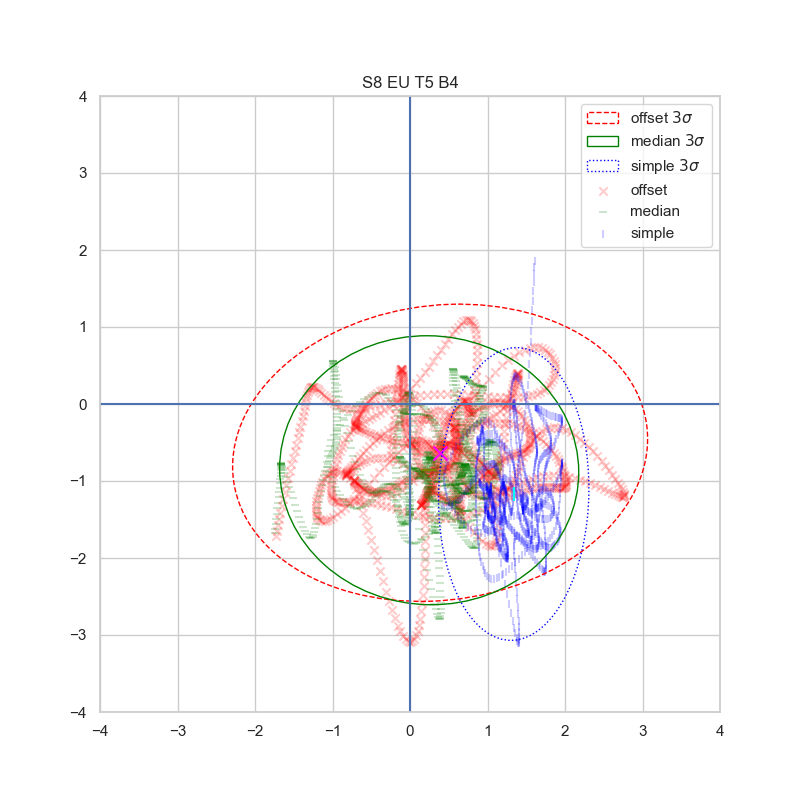 S8 EU T5 B4
4
3
2
1
0
−1
−2
−3
−4
−4 −3 −2 −1 0 1 2 3 4
offset 3σ
median 3σ
simple 3σ
offset
median
simple